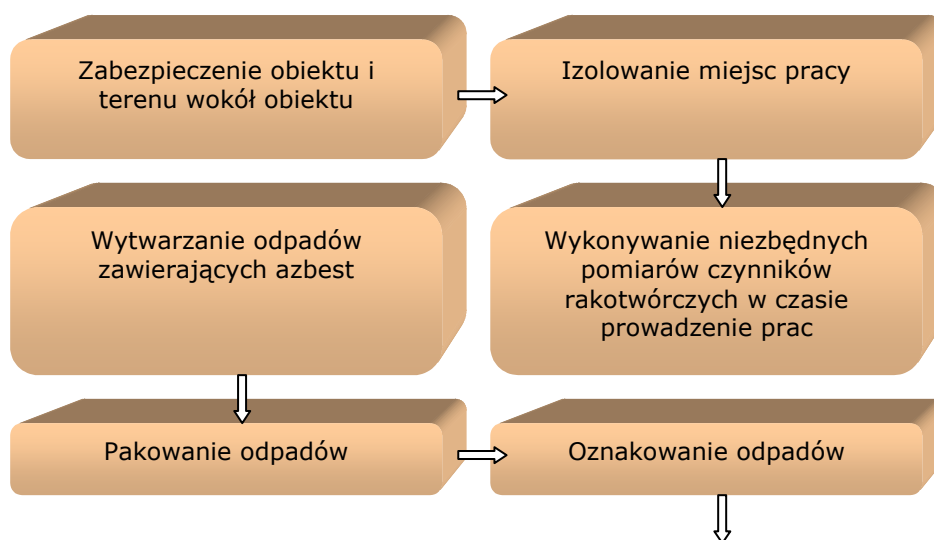 Zabezpieczenie obiektu i
terenu wokół obiektu
Izolowanie miejsc pracy
Wytwarzanie odpadów
zawierających azbest
Wykonywanie niezbędnych
pomiarów czynników
rakotwórczych w czasie
prowadzenie prac
Pakowanie odpadów
Oznakowanie odpadów